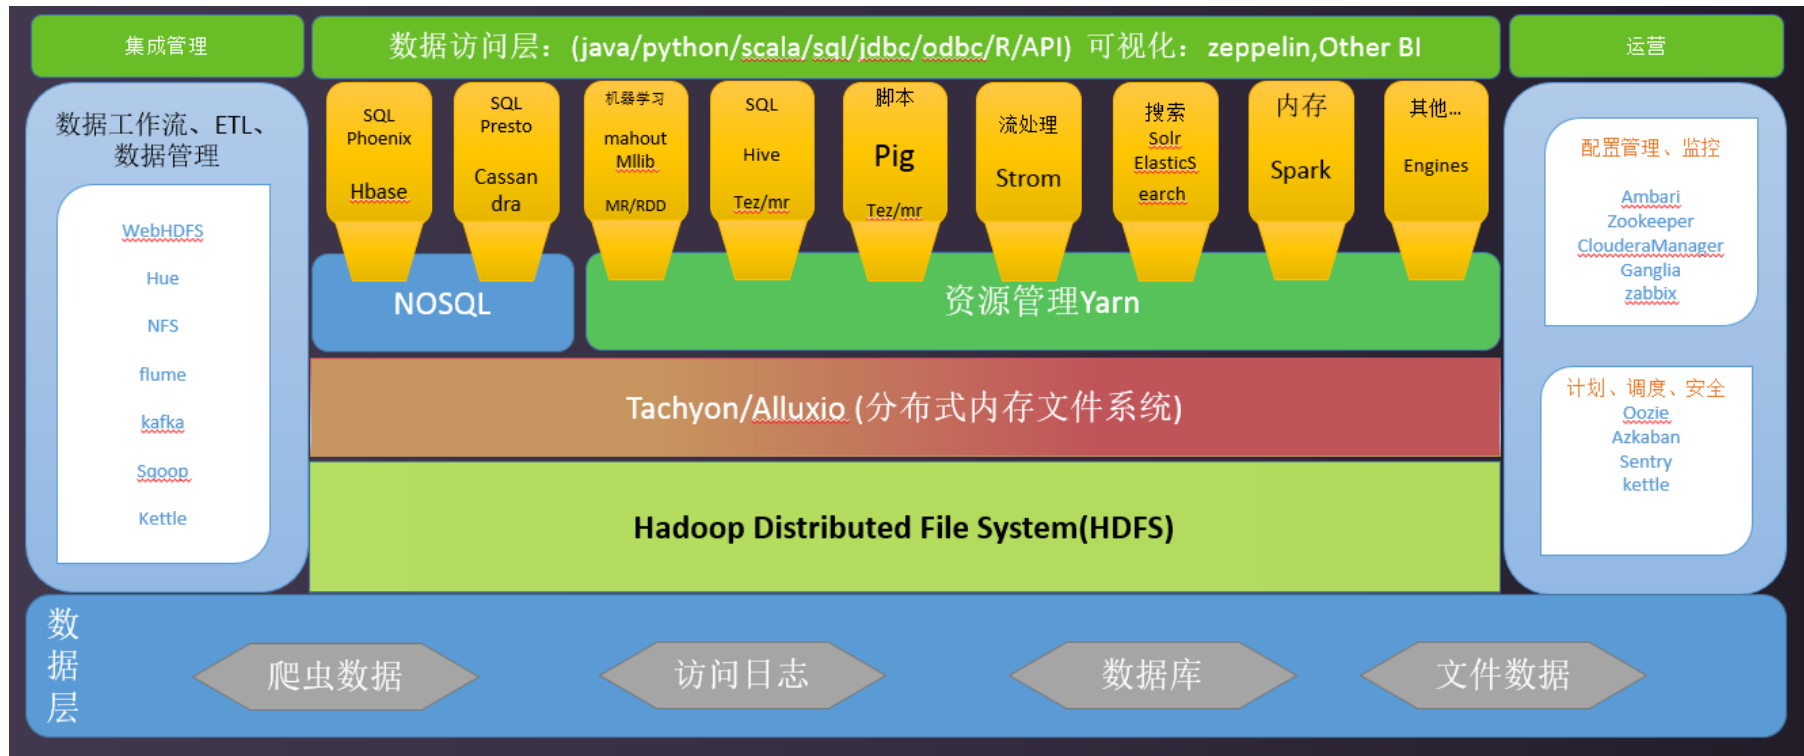 集成管理
数据访问层：(java/python/scala/sql/jdbc/odbc/R/API) 可视化：zeppelin,Other BI
运营
数据工作流、ETL、
数据管理
WebHDFS
Hue
NFS
flume
kafka
Sqoop
Kettle
SQL
Phoenix
Hbase
SQL
Presto
Cassan
dra
机器学习
mahout
Mllib
MR/RDD
SQL
Hive
Tez/mr
脚本
Pig
Tez/mr
流处理
Strom
搜索
Solr
ElasticS
earch
内存
Spark
其他...
Engines
NOSQL
资源管理Yarn
Tachyon/Alluxio (分布式内存文件系统)
Hadoop Distributed File System(HDFS)
配置管理、监控
Ambari
Zookeeper
ClouderaManager
Ganglia
zabbix
计划、调度、安全
Oozie
Azkaban
Sentry
kettle
数
据
层
爬虫数据
访问日志
数据库
文件数据